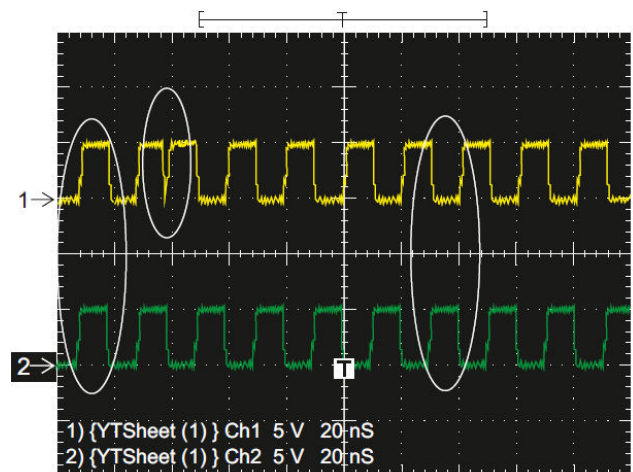 1
2
T
1) {YTSheet (1) } Ch1 5 V 20 nS
2) {YTSheet (1) } Ch2 5 V 20 nS